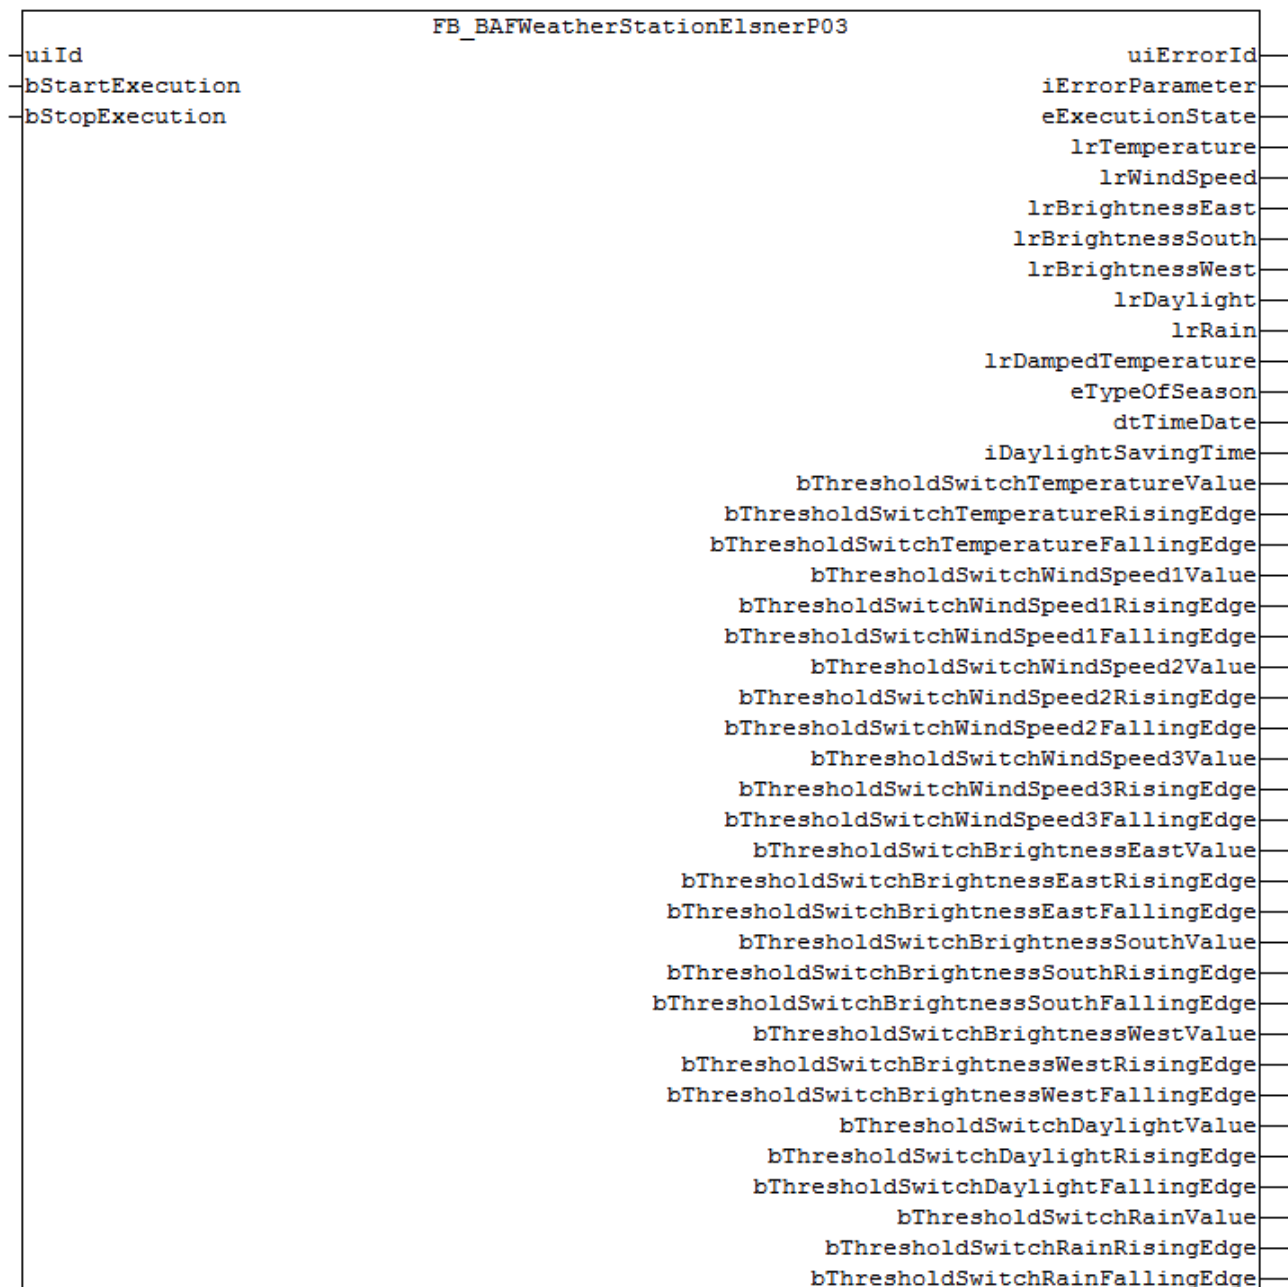 FB_BAFWeatherStationElsnerP03
uiId uiErrorId
bStartExecution iErrorParameter
bStopExecution eExecutionState
lrTemperature
lrWindSpeed
lrBrightnessEast
lrBrightnessSouth
lrBrightnessWest
lrDaylight
lrRain
lrDampedTemperature
eTypeOfSeason
dtTimeDate
iDaylightSavingTime
bThresholdSwitchTemperatureValue
bThresholdSwitchTemperatureRisingEdge
bThresholdSwitchTemperatureFallingEdge
bThresholdSwitchWindSpeed1Value
bThresholdSwitchWindSpeed1RisingEdge
bThresholdSwitchWindSpeed1FallingEdge
bThresholdSwitchWindSpeed2Value
bThresholdSwitchWindSpeed2RisingEdge
bThresholdSwitchWindSpeed2FallingEdge
bThresholdSwitchWindSpeed3Value
bThresholdSwitchWindSpeed3RisingEdge
bThresholdSwitchWindSpeed3FallingEdge
bThresholdSwitchBrightnessEastValue
bThresholdSwitchBrightnessEastRisingEdge
bThresholdSwitchBrightnessEastFallingEdge
bThresholdSwitchBrightnessSouthValue
bThresholdSwitchBrightnessSouthRisingEdge
bThresholdSwitchBrightnessSouthFallingEdge
bThresholdSwitchBrightnessWestValue
bThresholdSwitchBrightnessWestRisingEdge
bThresholdSwitchBrightnessWestFallingEdge
bThresholdSwitchDaylightValue
bThresholdSwitchDaylightRisingEdge
bThresholdSwitchDaylightFallingEdge
bThresholdSwitchRainValue
bThresholdSwitchRainRisingEdge
bThresholdSwitchRainFallingEdge